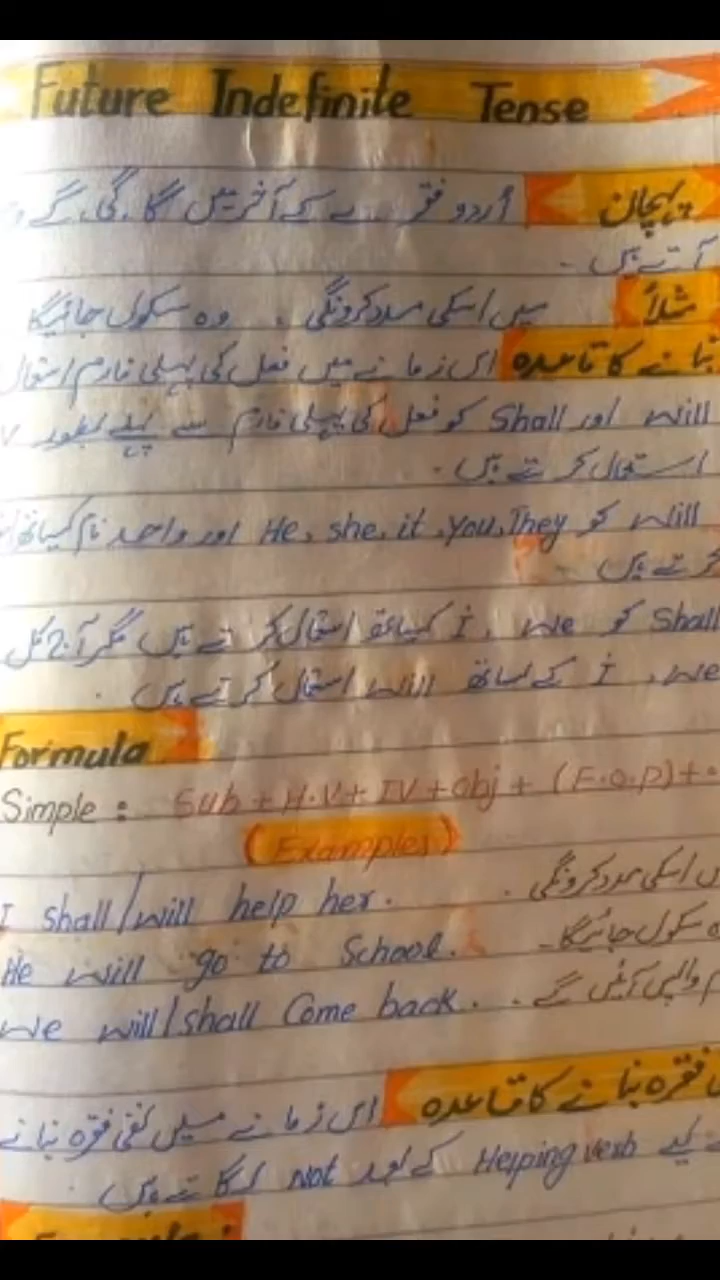 Future Indefinite Tense
پہچان اردو فقرے کے آخر میں گا، گی، گے
آتے ہیں -
مثلاً میں اسکی مدد کرونگی . وہ سکول جائیگا
بنانے کا قاعدہ اس زمانے میں فعل کی پہلی فارم استعمال
will اور Shall کو فعل کی پہلی فارم سے پہلے بطور
استعمال کرتے ہیں -
will کو He, she, it, You, They اور واحد نام کیساتھ
کرتے ہیں
Shall کو i, we کیساتھ استعمال کرتے ہیں مگر آج کل
i, we کے ساتھ will استعمال کرتے ہیں .
Formula
Simple : Sub + H.V + IV + Obj + (E.O.P) + .
(Examples)
I shall/will help her. اسکی مدد کرونگی .
He will go to School. سکول جائیگا -
we will/shall Come back. واپس آئیں گے .
فقرہ بنانے کا قاعدہ اس زمانے میں نفی فقرہ بنانے
کے لیے Helping verb کے بعد Not لگاتے ہیں .